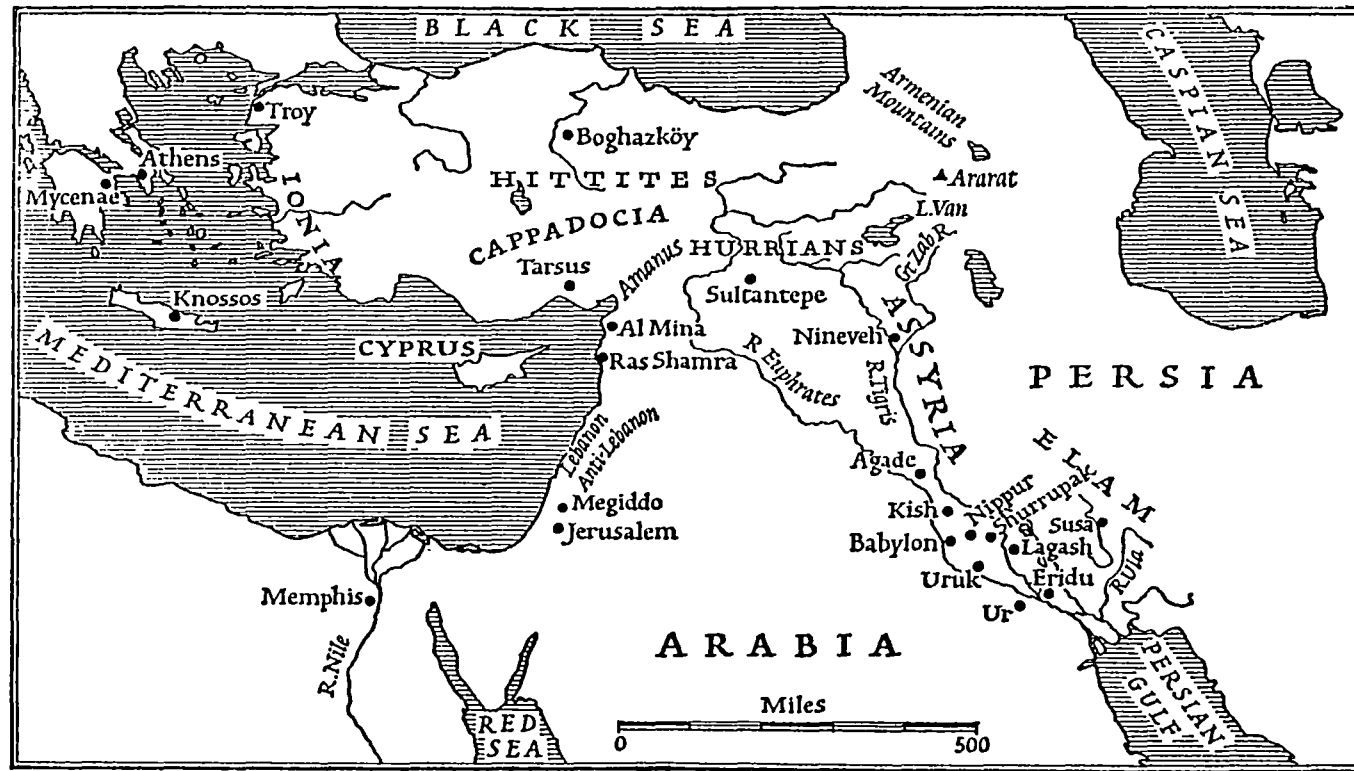 BLACK SEA
CASPIAN SEA
Armenian
Mountains
Troy
Boghazköy
Athens
Mycenae
IONIA
HITTITES
Ararat
L.Van
CAPPADOCIA
HURRIANS
Gt Zab R.
Tarsus
Amanus
Sultantepe
Knossos
Al Mina
Nineveh
ASSYRIA
CYPRUS
Ras Shamra
R. Euphrates
R.Tigris
PERSIA
MEDITERRANEAN SEA
Lebanon
Anti-Lebanon
ELAM
Agade
Megiddo
Kish
Nippur
Shurrupak
Susa
Jerusalem
Babylon
Lagash
Uruk
Eridu
R.Ula
Memphis
Ur
R.Nile
ARABIA
PERSIAN
GULF
RED
SEA
Miles
0 500